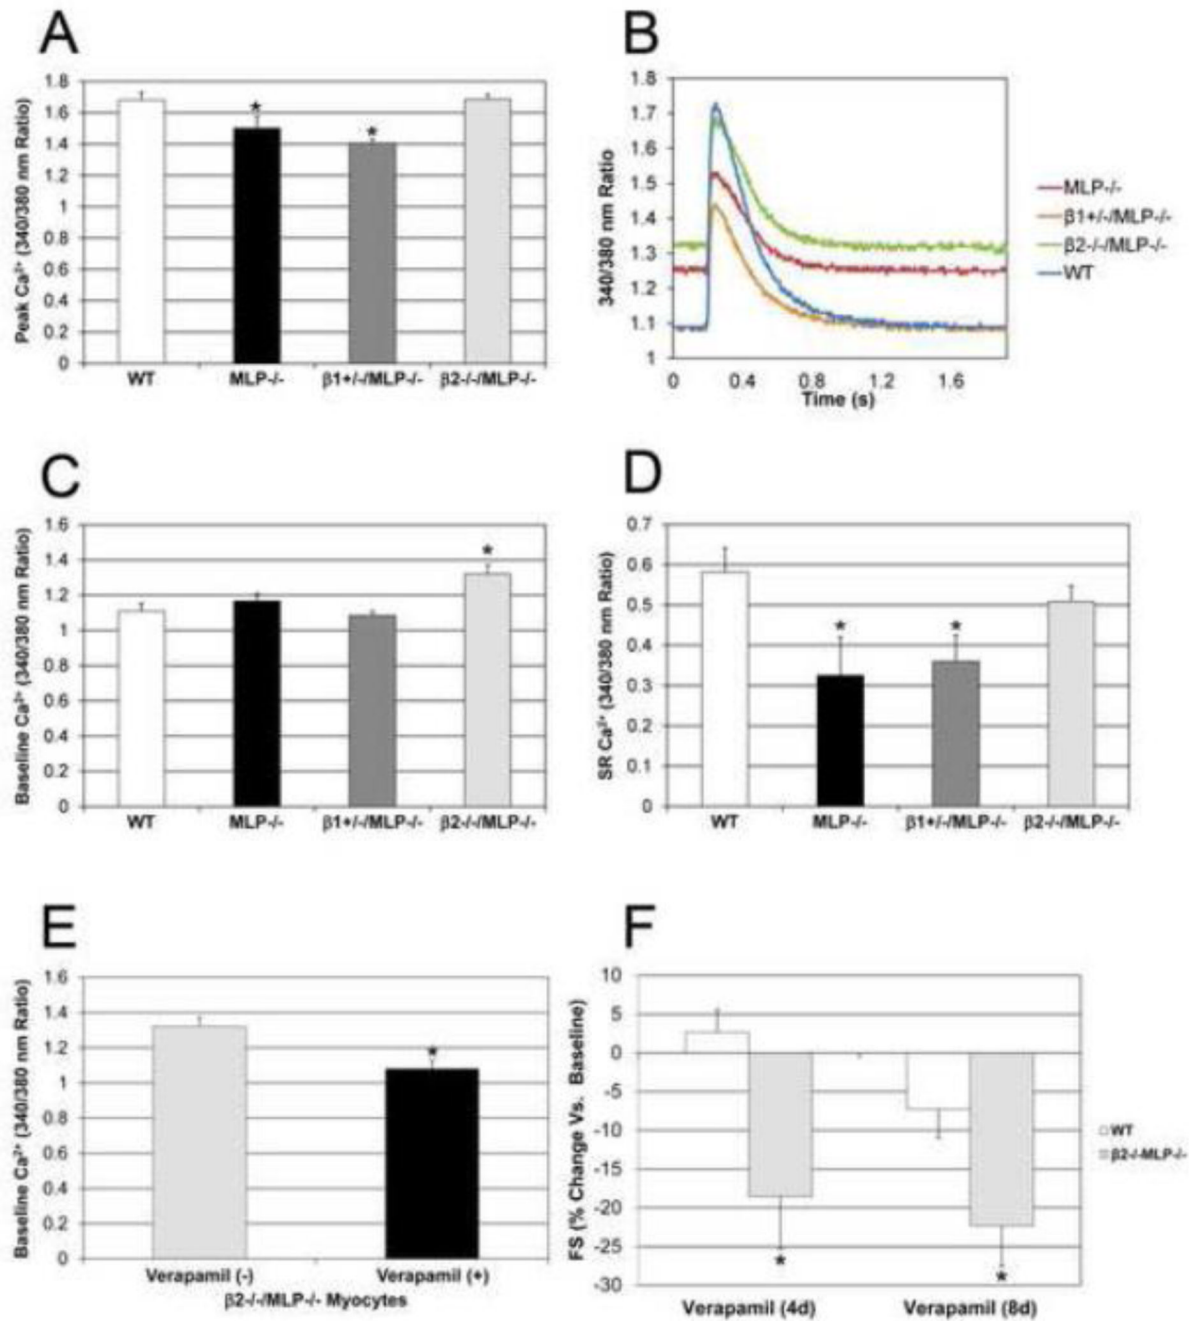 A
Peak Ca²⁺ (340/380 nm Ratio)
1.8
1.6
1.4
1.2
1
0.8
0.6
0.4
0.2
0
*
*
WT
MLP-/-
β1+/-/MLP-/-
β2-/-/MLP-/-
B
340/380 nm Ratio
1.8
1.7
1.6
1.5
1.4
1.3
1.2
1.1
1
0
0.4
0.8
1.2
1.6
Time (s)
MLP-/-
β1+/-/MLP-/-
β2-/-/MLP-/-
WT
C
Baseline Ca²⁺ (340/380 nm Ratio)
1.6
1.4
1.2
1
0.8
0.6
0.4
0.2
0
*
WT
MLP-/-
β1+/-/MLP-/-
β2-/-/MLP-/-
D
SR Ca²⁺ (340/380 nm Ratio)
0.7
0.6
0.5
0.4
0.3
0.2
0.1
0
*
*
WT
MLP-/-
β1+/-/MLP-/-
β2-/-/MLP-/-
E
Baseline Ca²⁺ (340/380 nm Ratio)
1.6
1.4
1.2
1
0.8
0.6
0.4
0.2
0
*
Verapamil (-)
Verapamil (+)
β2-/-/MLP-/- Myocytes
F
FS (% Change Vs. Baseline)
10
5
0
-5
-10
-15
-20
-25
-30
*
*
Verapamil (4d)
Verapamil (8d)
WT
β2-/-MLP-/-